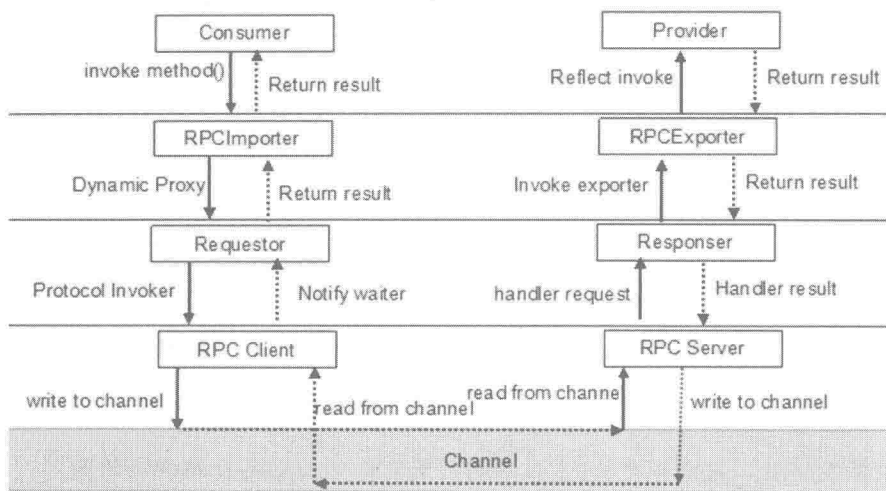 Consumer
Provider
invoke method()
Return result
Reflect invoke
Return result
RPCImporter
RPCExporter
Dynamic Proxy
Return result
Invoke exporter
Return result
Requestor
Responser
Protocol Invoker
Notify waiter
handler request
Handler result
RPC Client
RPC Server
write to channel
read from channel
read from channe
write to channel
Channel